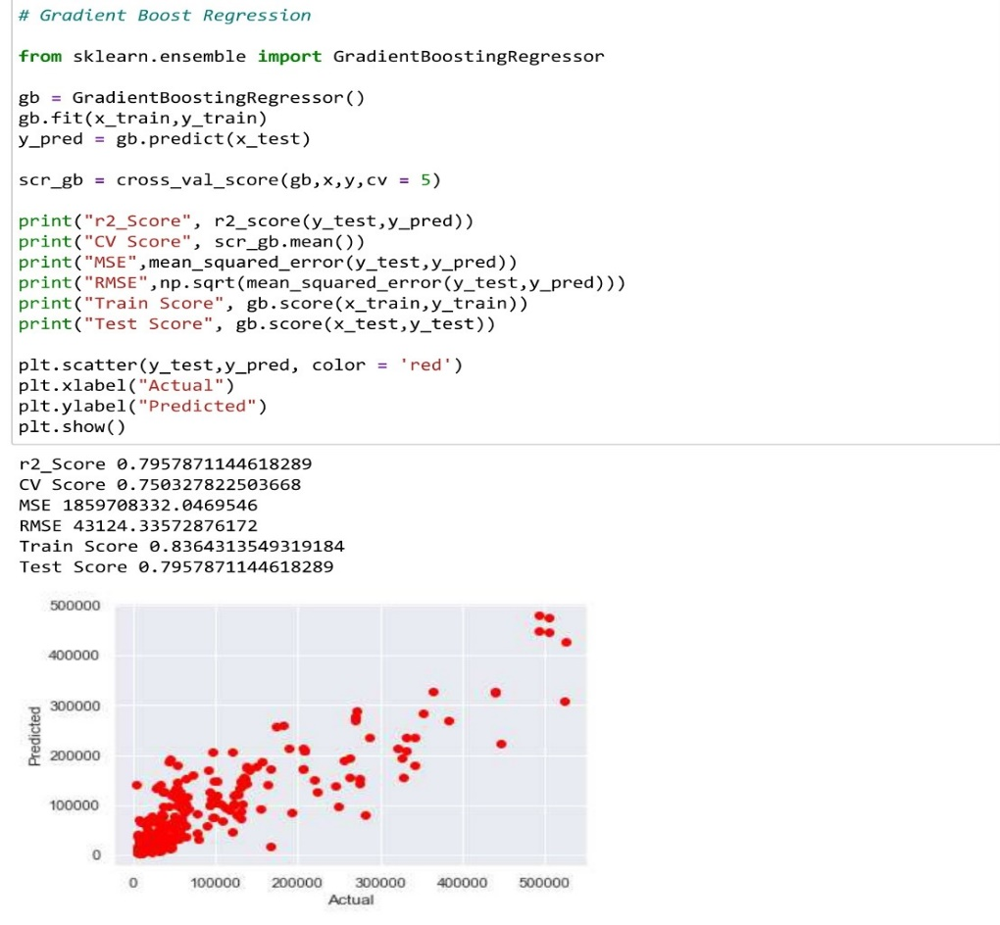 # Gradient Boost Regression
from sklearn.ensemble import GradientBoostingRegressor
gb = GradientBoostingRegressor()
gb.fit(x_train,y_train)
y_pred = gb.predict(x_test)
scr_gb = cross_val_score(gb,x,y,cv = 5)
print("r2_Score", r2_score(y_test,y_pred))
print("CV Score", scr_gb.mean())
print("MSE",mean_squared_error(y_test,y_pred))
print("RMSE",np.sqrt(mean_squared_error(y_test,y_pred)))
print("Train Score", gb.score(x_train,y_train))
print("Test Score", gb.score(x_test,y_test))
plt.scatter(y_test,y_pred, color = 'red')
plt.xlabel("Actual")
plt.ylabel("Predicted")
plt.show()
r2_Score 0.7957871144618289
CV Score 0.750327822503668
MSE 1859708332.0469546
RMSE 43124.33572876172
Train Score 0.8364313549319184
Test Score 0.7957871144618289
500000
400000
300000
200000
100000
0
Predicted
0 100000 200000 300000 400000 500000
Actual